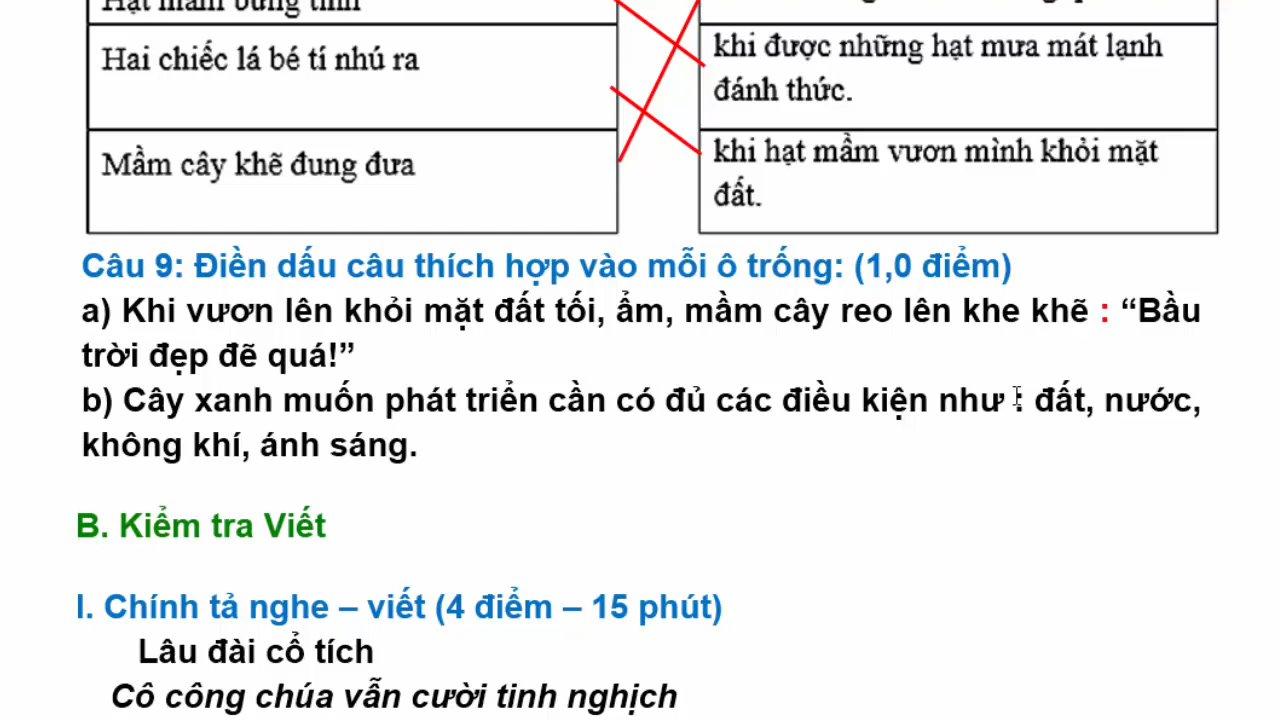 Hạt mầm bừng tỉnh
Hai chiếc lá bé tí nhú ra
khi được những hạt mưa mát lạnh
đánh thức.
Mầm cây khẽ đung đưa
khi hạt mầm vươn mình khỏi mặt
đất.
Câu 9: Điền dấu câu thích hợp vào mỗi ô trống: (1,0 điểm)
a) Khi vươn lên khỏi mặt đất tối, ẩm, mầm cây reo lên khe khẽ : “Bầu
trời đẹp đẽ quá!”
b) Cây xanh muốn phát triển cần có đủ các điều kiện như : đất, nước,
không khí, ánh sáng.
B. Kiểm tra Viết
I. Chính tả nghe – viết (4 điểm – 15 phút)
Lâu đài cổ tích
Cô công chúa vẫn cười tinh nghịch